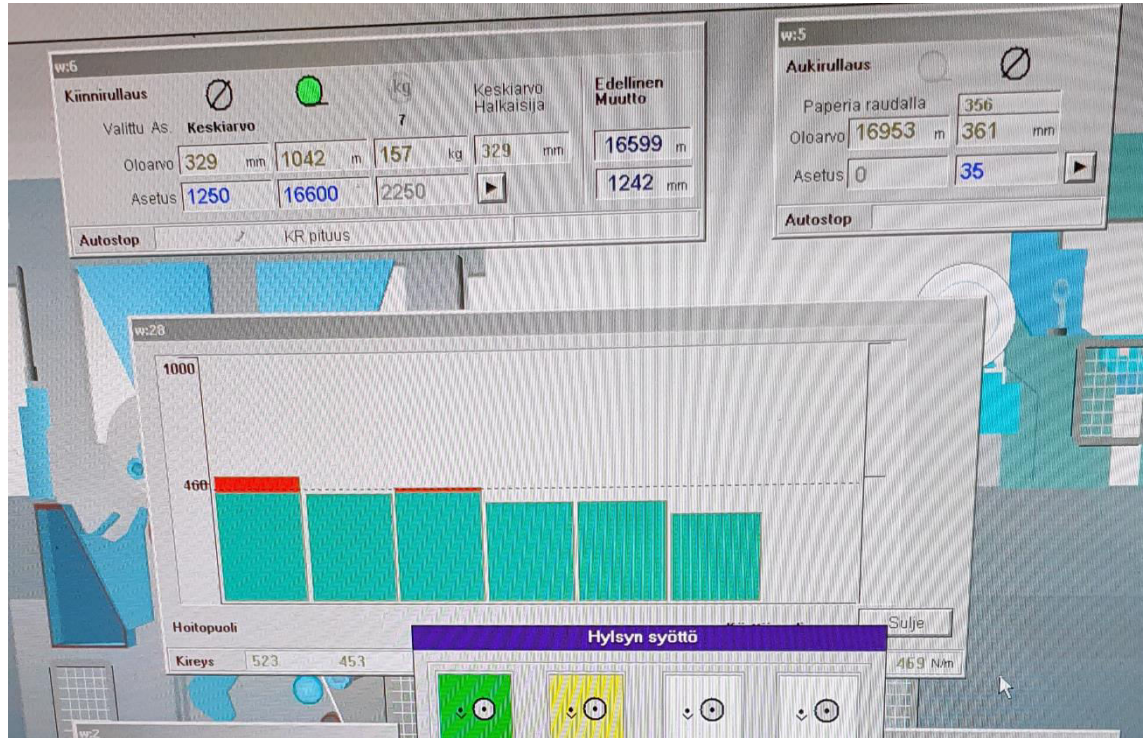 w:6
Kiinnirullaus
kg
Keskiarvo
Halkaisija
Edellinen
Muutto
Valittu As. Keskiarvo
7
Oloarvo 329 mm 1042 m 157 kg 329 mm
16599 m
Asetus 1250 16600 2250
1242 mm
Autostop KR pituus
w:5
Aukirullaus
Paperia raudalla 356
Oloarvo 16953 m 361 mm
Asetus 0 35
Autostop
w:28
1000
460
Hoitopuoli
Sulje
Kireys 523 453
469 N/m
Hylsyn syöttö
w:2